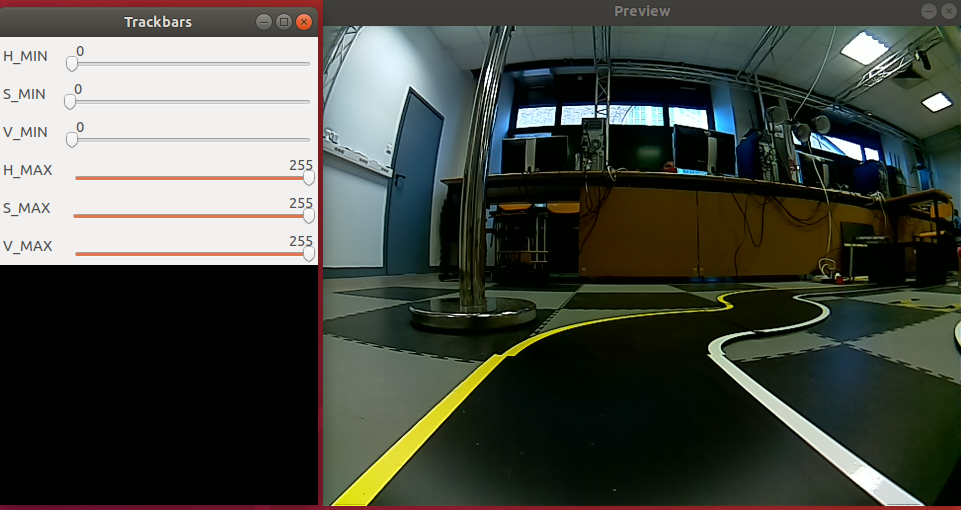 Trackbars
Preview
H_MIN 0
S_MIN 0
V_MIN 0
H_MAX 255
S_MAX 255
V_MAX 255